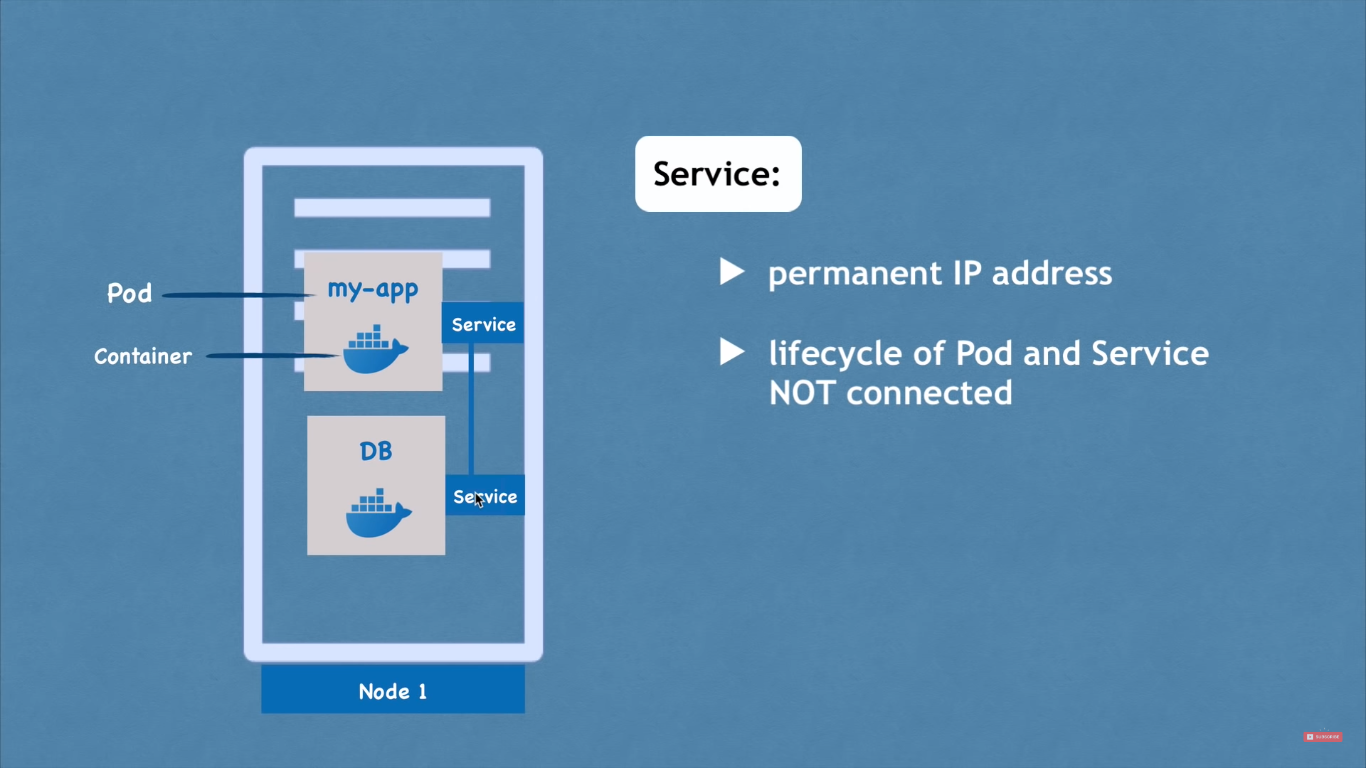 Service:
permanent IP address
lifecycle of Pod and Service
NOT connected
Pod
Container
my-app
Service
DB
Service
Node 1
SUBSCRIBE